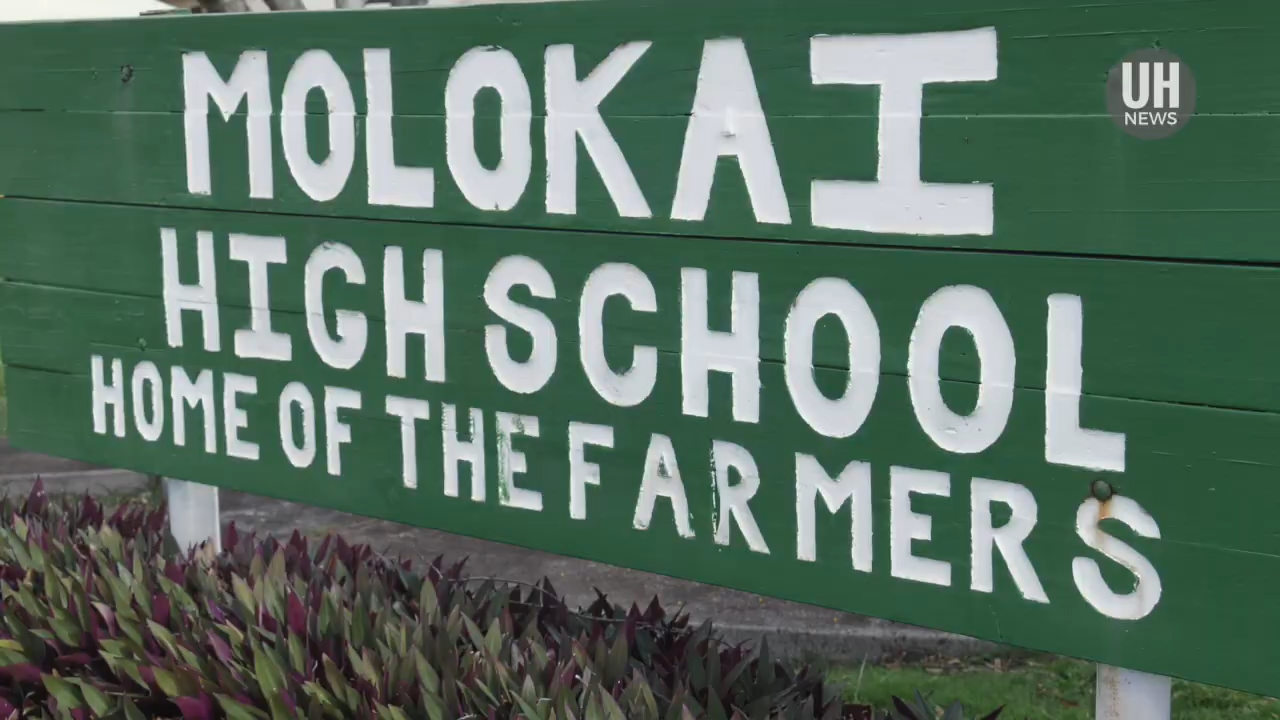 MOLOKAI
HIGH SCHOOL
HOME OF THE FARMERS
UH
NEWS